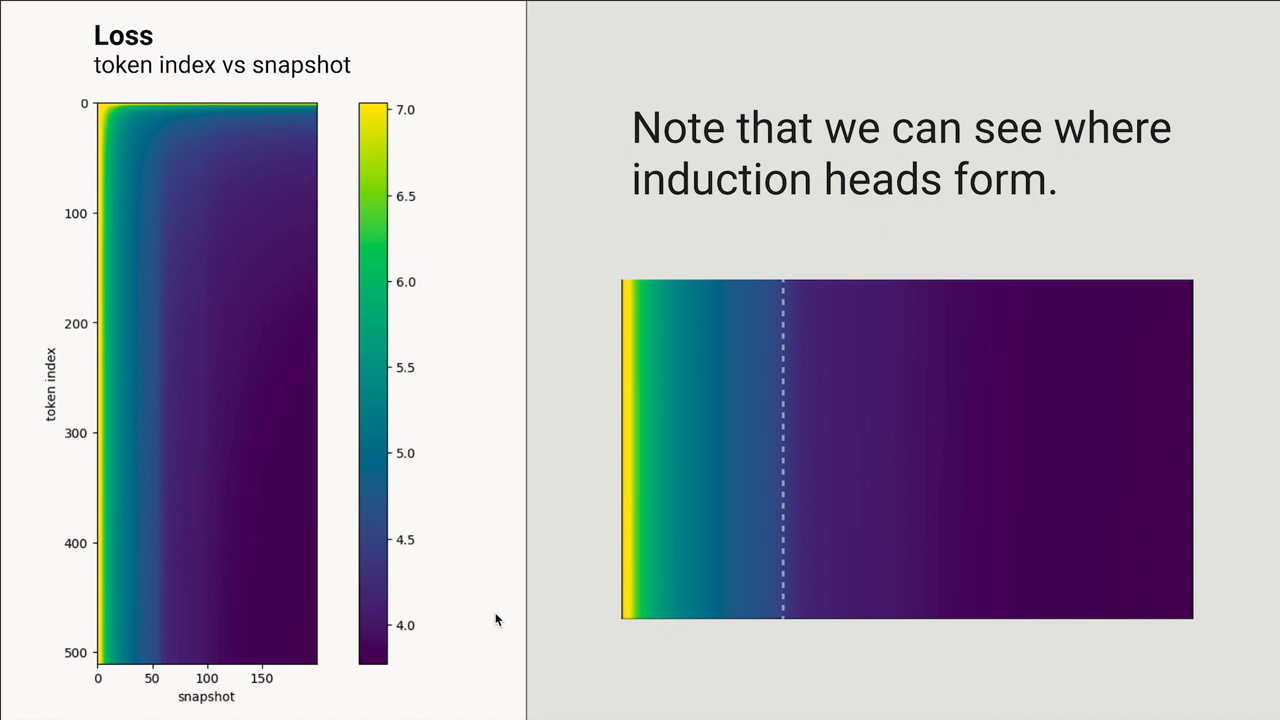 Loss
token index vs snapshot
0
100
200
300
400
500
token index
0
50
100
150
snapshot
7.0
6.5
6.0
5.5
5.0
4.5
4.0
Note that we can see where
induction heads form.